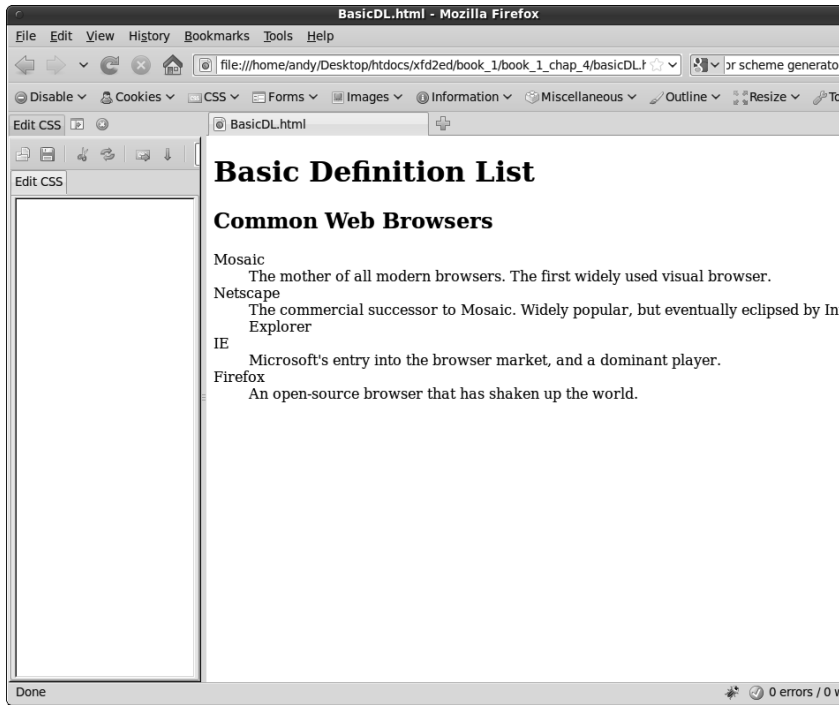 BasicDL.html - Mozilla Firefox
File Edit View History Bookmarks Tools Help
file:///home/andy/Desktop/htdocs/xfd2ed/book_1/book_1_chap_4/basicDL.h or scheme generato
Disable Cookies CSS Forms Images Information Miscellaneous Outline Resize To
Edit CSS BasicDL.html
Edit CSS
Basic Definition List
Common Web Browsers
Mosaic
The mother of all modern browsers. The first widely used visual browser.
Netscape
The commercial successor to Mosaic. Widely popular, but eventually eclipsed by In
Explorer
IE
Microsoft's entry into the browser market, and a dominant player.
Firefox
An open-source browser that has shaken up the world.
Done 0 errors / 0 w